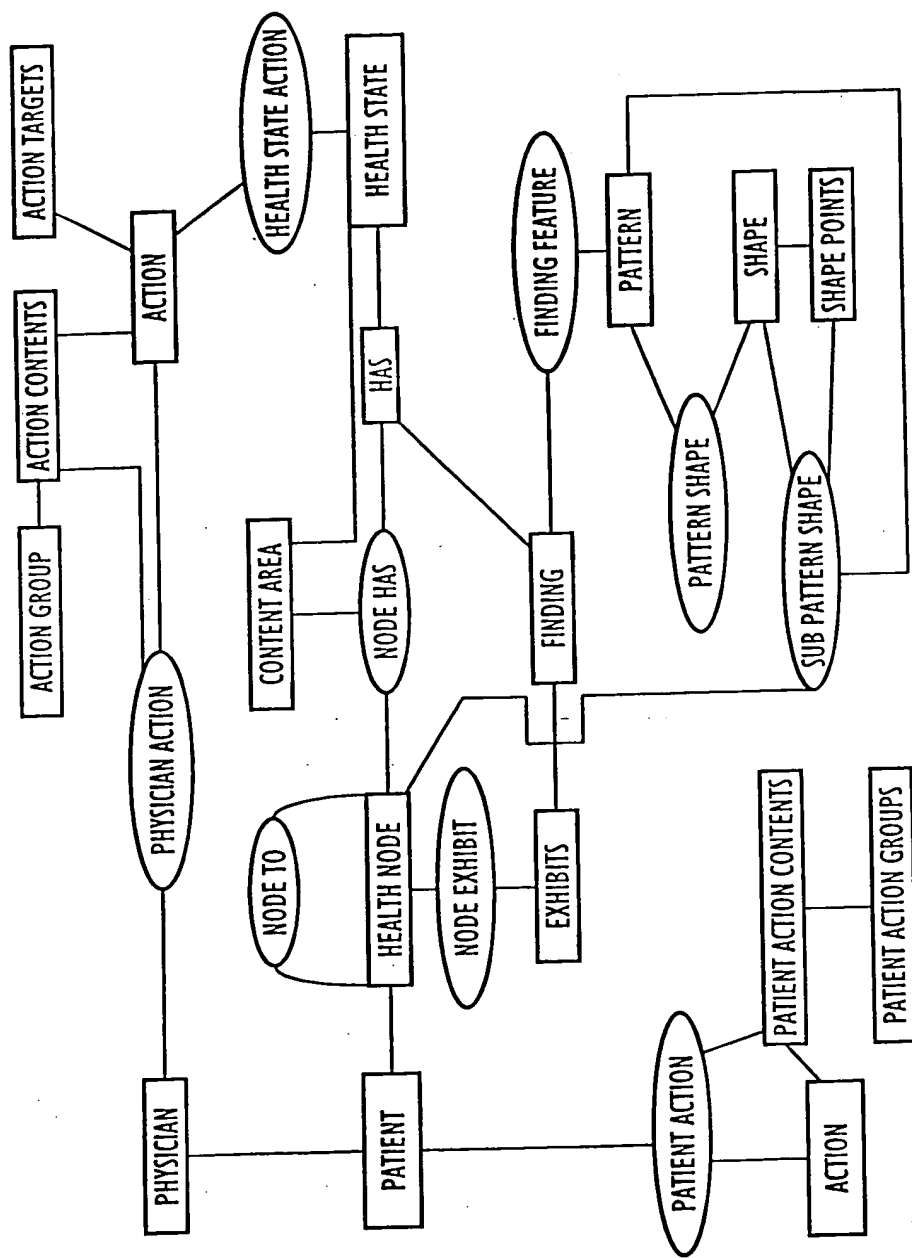 ACTION TARGETS
ACTION GROUP
ACTION CONTENTS
ACTION
PHYSICIAN
PHYSICIAN ACTION
HEALTH STATE ACTION
NODE TO
CONTENT AREA
PATIENT
HEALTH NODE
NODE HAS
HAS
HEALTH STATE
NODE EXHIBIT
EXHIBITS
FINDING
FINDING FEATURE
PATTERN
PATTERN SHAPE
SHAPE
PATIENT ACTION
PATIENT ACTION CONTENTS
SUB PATTERN SHAPE
SHAPE POINTS
ACTION
PATIENT ACTION GROUPS